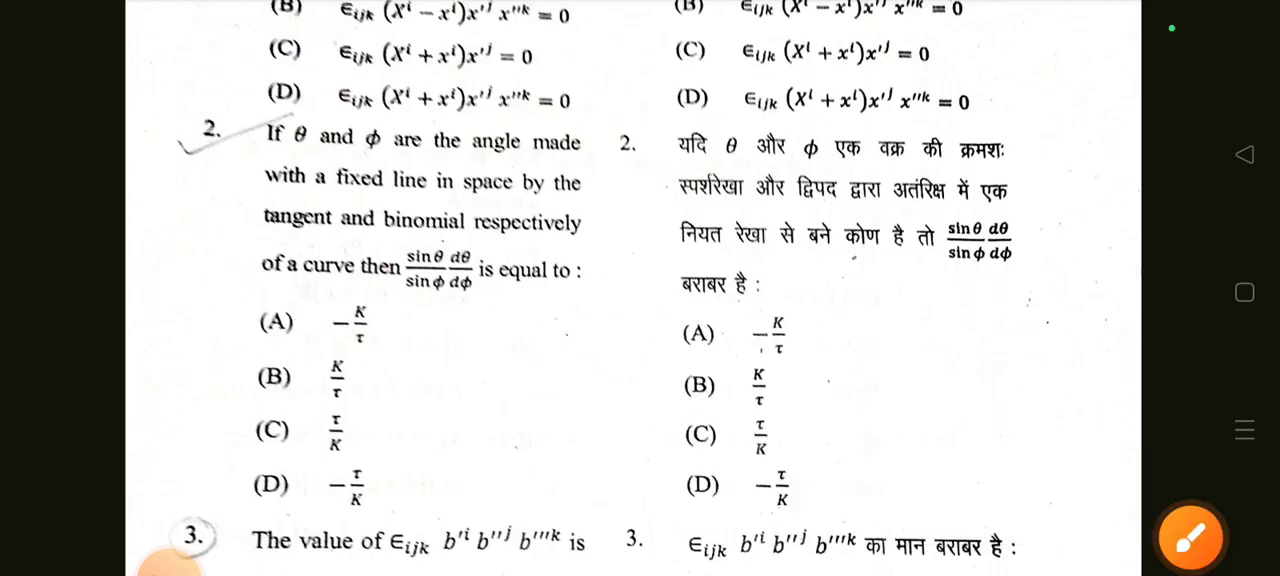 (B) ∈ijk (Xⁱ − xⁱ)x′ʲ x″ᵏ = 0
(C) ∈ijk (Xⁱ + xⁱ)x′ʲ = 0
(D) ∈ijk (Xⁱ + xⁱ)x′ʲ x″ᵏ = 0
2. If θ and ϕ are the angle made
with a fixed line in space by the
tangent and binomial respectively
of a curve then sinθ/sinϕ dθ/dϕ is equal to :
(A) −K/τ
(B) K/τ
(C) τ/K
(D) −τ/K
3. The value of ∈ijk b′ⁱ b″ʲ b‴ᵏ is
(B) ∈ijk (Xⁱ − xⁱ)x′ʲ x″ᵏ = 0
(C) ∈ijk (Xⁱ + xⁱ)x′ʲ = 0
(D) ∈ijk (Xⁱ + xⁱ)x′ʲ x″ᵏ = 0
2. यदि θ और ϕ एक वक्र की क्रमशः
स्पर्शरेखा और द्विपद द्वारा अतंरिक्ष में एक
नियत रेखा से बने कोण है तो sinθ/sinϕ dθ/dϕ
बराबर है :
(A) −K/τ
(B) K/τ
(C) τ/K
(D) −τ/K
3. ∈ijk b′ⁱ b″ʲ b‴ᵏ का मान बराबर है :